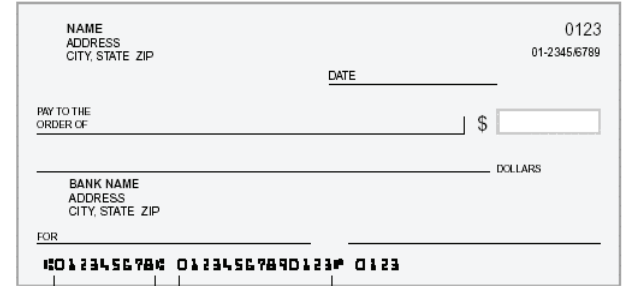 NAME 0123
ADDRESS 01-2345/6789
CITY, STATE ZIP
DATE
PAY TO THE
ORDER OF $
DOLLARS
BANK NAME
ADDRESS
CITY, STATE ZIP
FOR
⑆012345678⑆ 01234567890123⑈ 0123